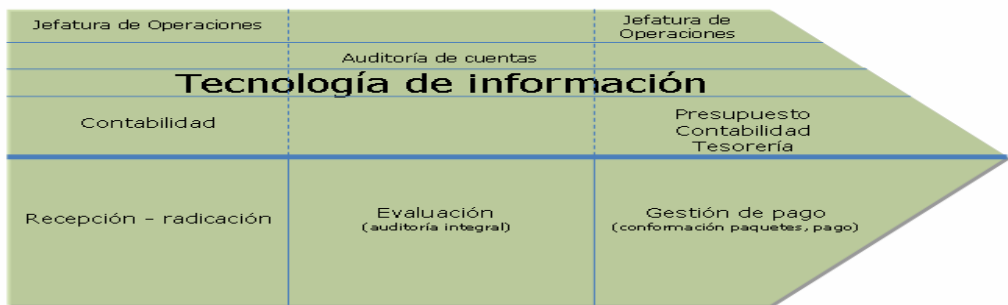 Jefatura de Operaciones
Jefatura de
Operaciones
Auditoría de cuentas
Tecnología de información
Contabilidad
Presupuesto
Contabilidad
Tesorería
Recepción – radicación
Evaluación
(auditoría integral)
Gestión de pago
(conformación paquetes, pago)